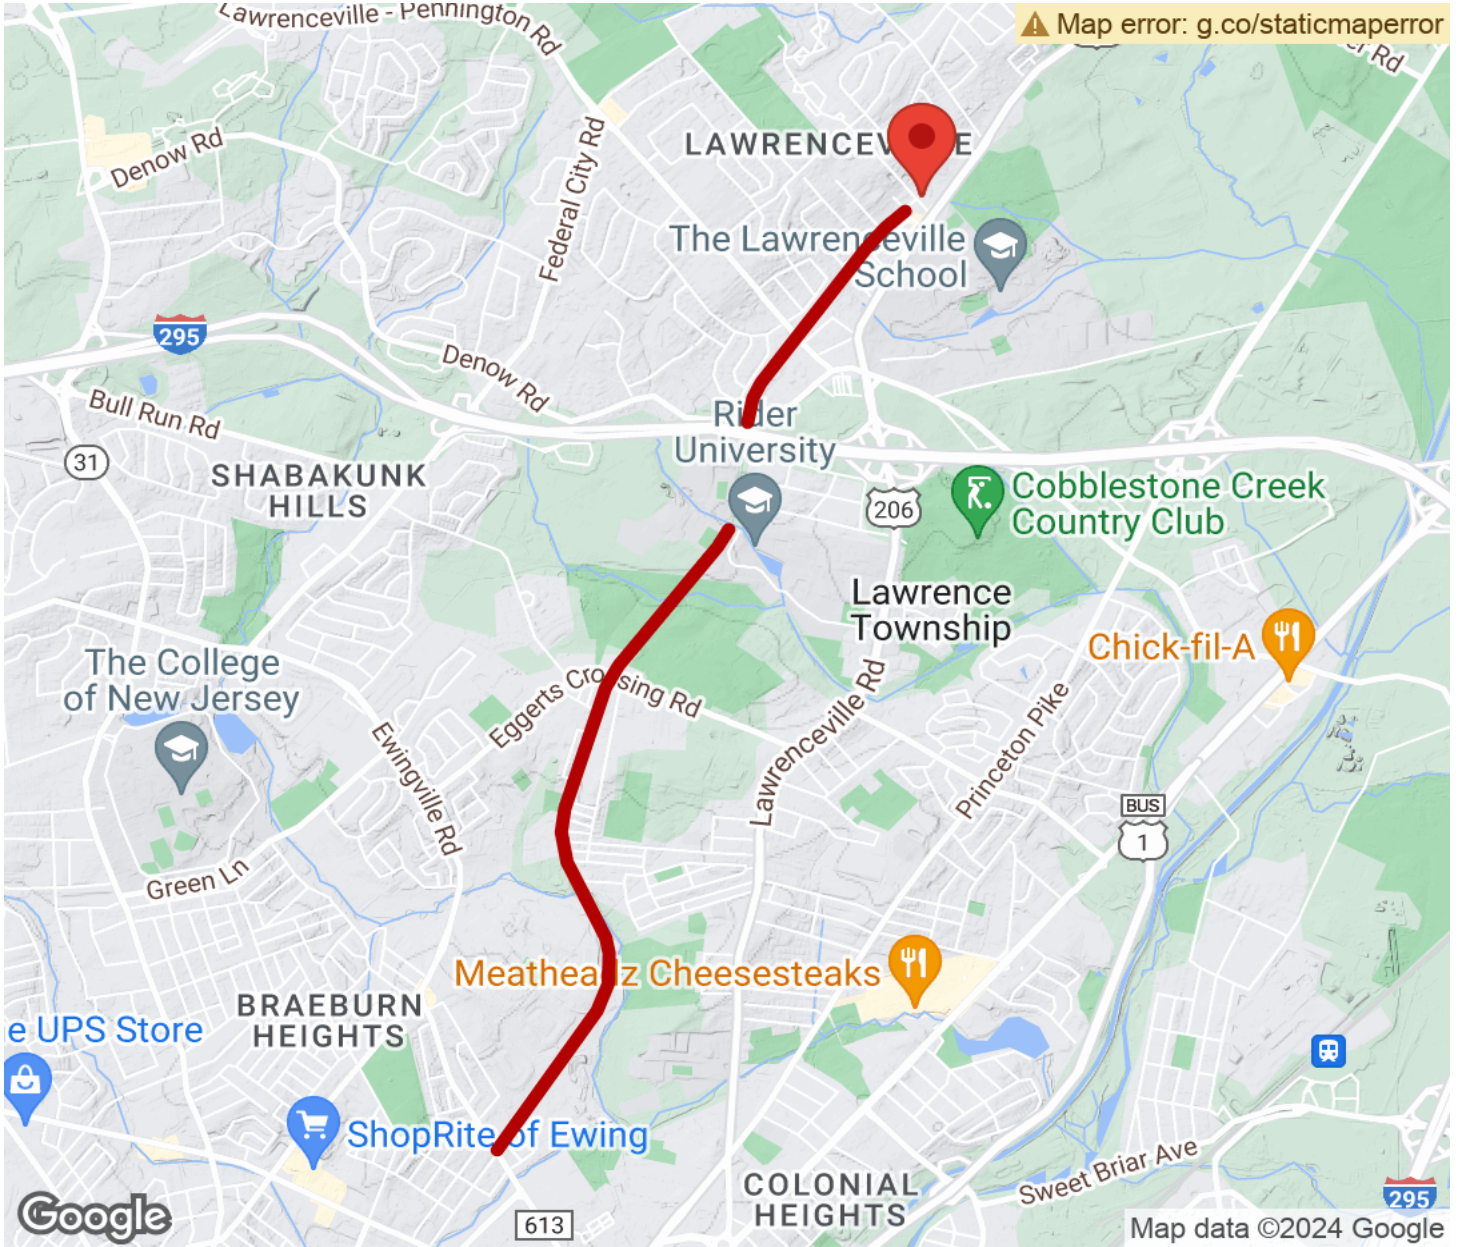 Lawrenceville - Pennington Rd
Map error: g.co/staticmaperror
er Rd
Denow Rd
Federal City Rd
LAWRENCEV
E
The Lawrenceville
School
295
Denow Rd
Bull Run Rd
Rider
University
31
SHABAKUNK
HILLS
206
Cobblestone Creek
Country Club
Lawrence
Township
Chick-fil-A
The College
of New Jersey
Eggerts Crossing Rd
Ewingville Rd
Lawrenceville Rd
Princeton Pike
BUS
1
Green Ln
Meatheadz Cheesesteaks
BRAEBURN
HEIGHTS
e UPS Store
ShopRite of Ewing
COLONIAL
HEIGHTS
Sweet Briar Ave
295
Google
613
Map data ©2024 Google